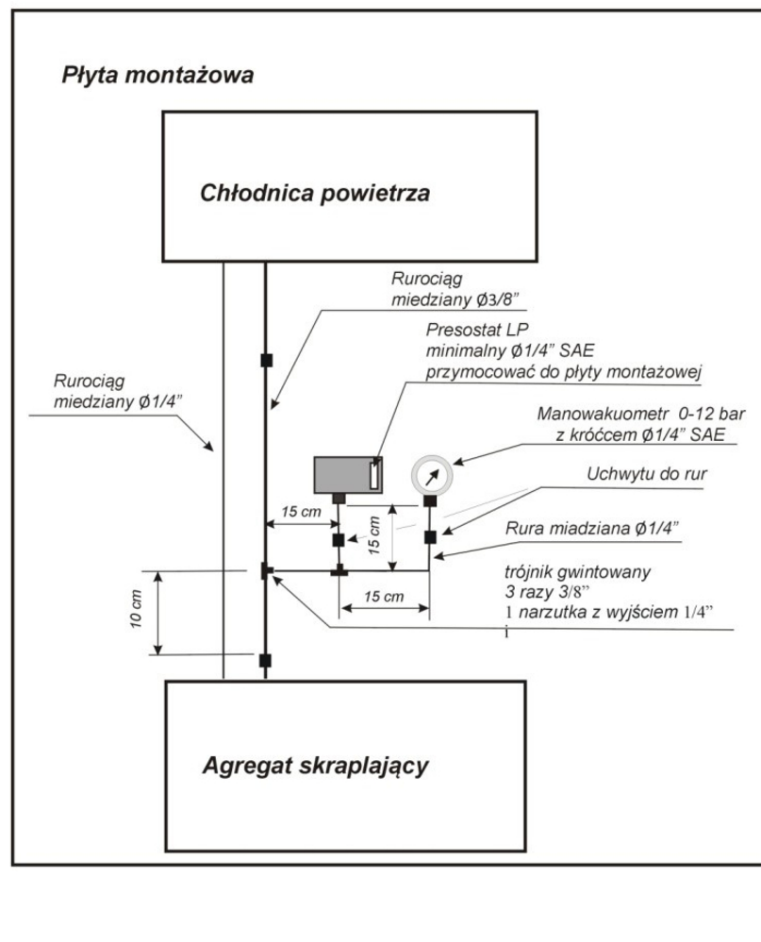 Płyta montażowa
Chłodnica powietrza
Rurociąg
miedziany Ø3/8”
Presostat LP
minimalny Ø1/4” SAE
przymocować do płyty montażowej
Rurociąg
miedziany Ø1/4”
Manowakuometr 0-12 bar
z króćcem Ø1/4” SAE
Uchwytu do rur
15 cm
15 cm
Rura miadziana Ø1/4”
trójnik gwintowany
3 razy 3/8”
1 narzutka z wyjściem 1/4”
i
15 cm
10 cm
Agregat skraplający